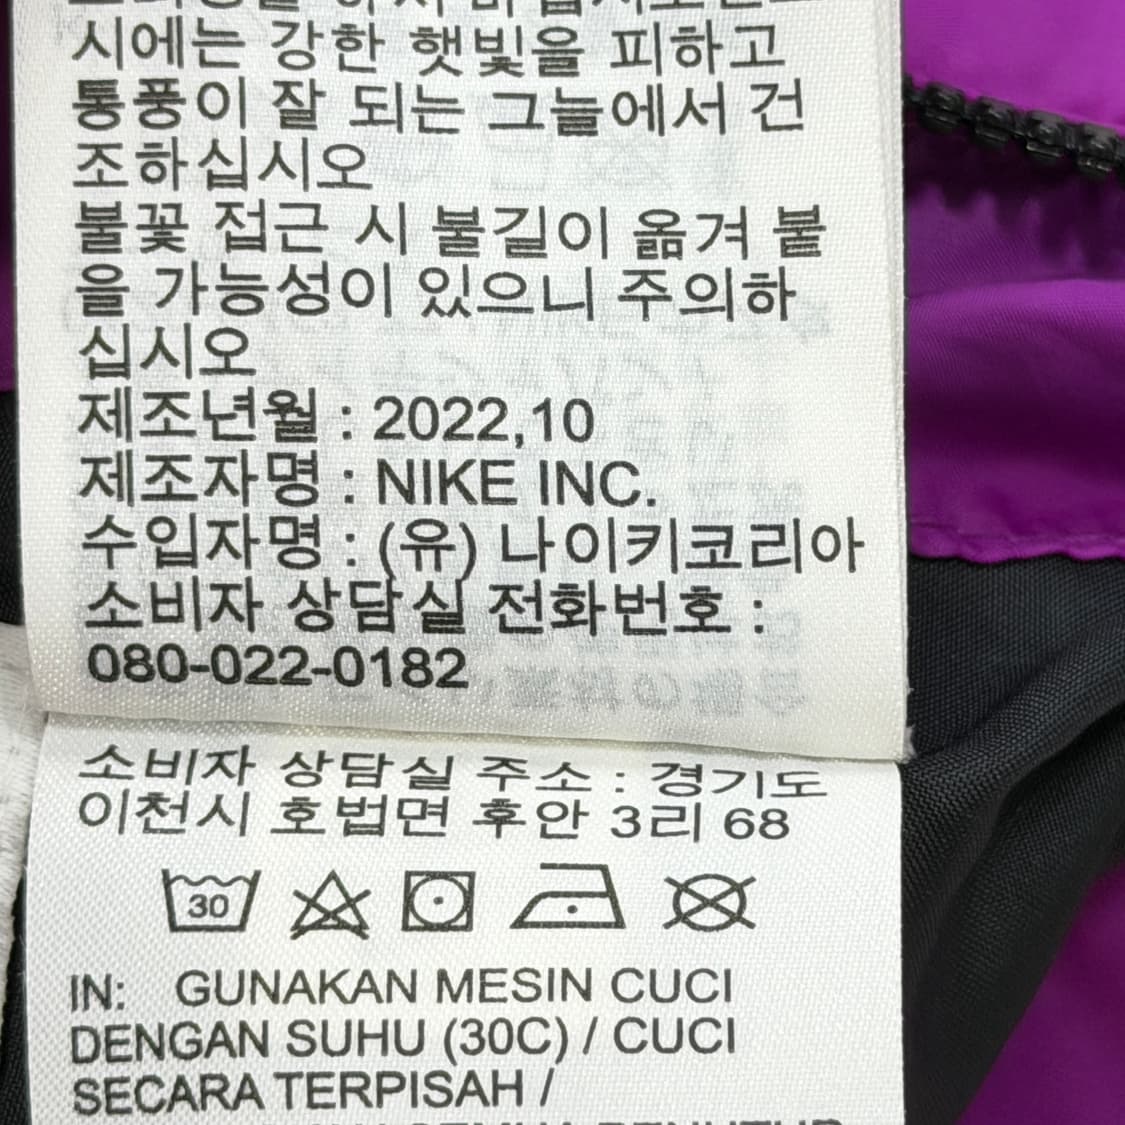 시에는 강한 햇빛을 피하고
통풍이 잘 되는 그늘에서 건
조하십시오
불꽃 접근 시 불길이 옮겨 붙
을 가능성이 있으니 주의하
십시오
제조년월 : 2022,10
제조자명 : NIKE INC.
수입자명 : (유) 나이키코리아
소비자 상담실 전화번호 :
080-022-0182
소비자 상담실 주소 : 경기도
이천시 호법면 후안 3리 68
30
IN: GUNAKAN MESIN CUCI
DENGAN SUHU (30C) / CUCI
SECARA TERPISAH /